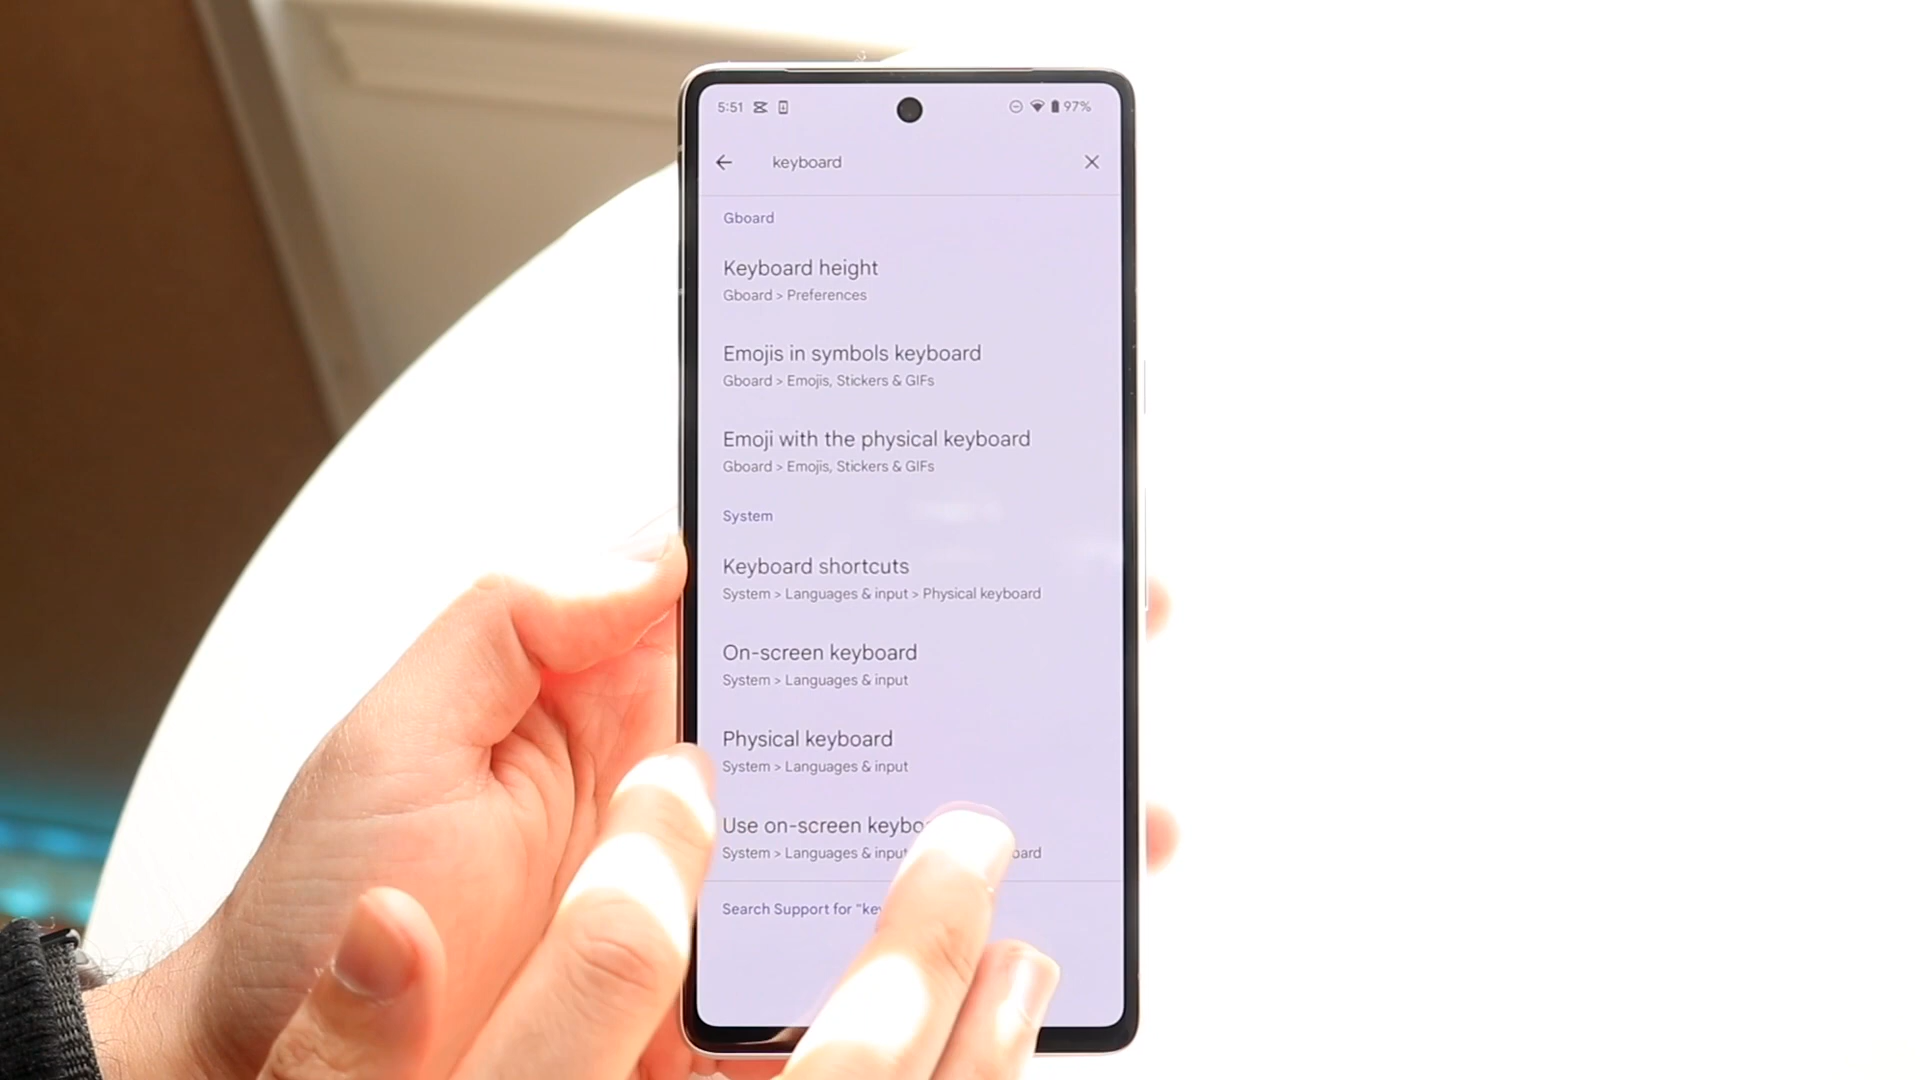 5:51 97%
keyboard
Gboard
Keyboard height
Gboard > Preferences
Emojis in symbols keyboard
Gboard > Emojis, Stickers & GIFs
Emoji with the physical keyboard
Gboard > Emojis, Stickers & GIFs
System
Keyboard shortcuts
System > Languages & input > Physical keyboard
On-screen keyboard
System > Languages & input
Physical keyboard
System > Languages & input
Use on-screen
System > Languages & input
Search Support for